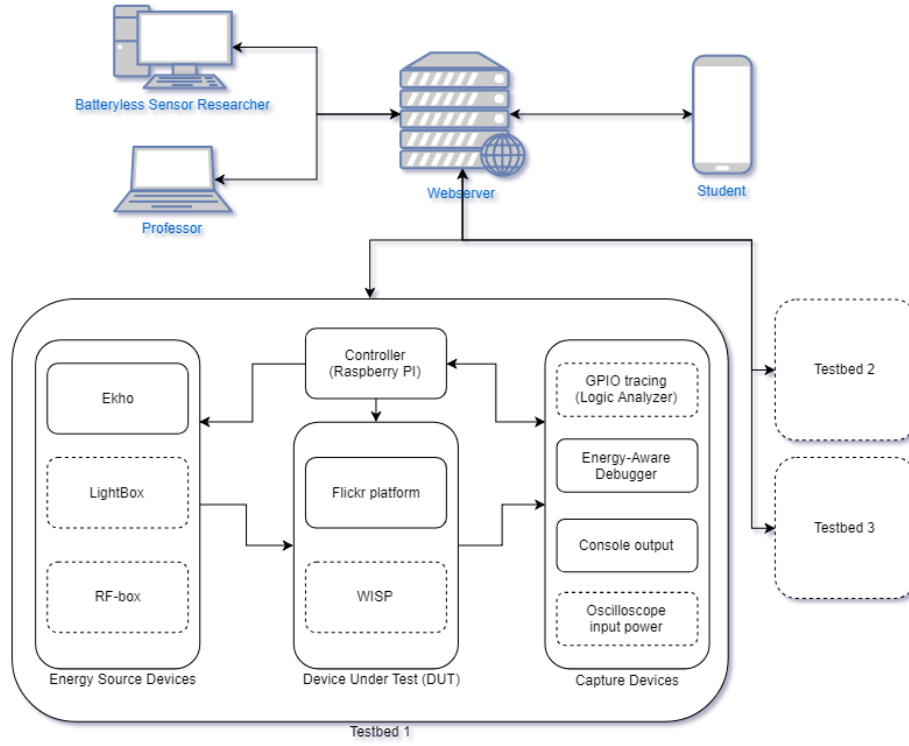 Batteryless Sensor Researcher
Professor
Webserver
Student
Controller
(Raspberry PI)
Ekho
LightBox
RF-box
Energy Source Devices
Flickr platform
WISP
Device Under Test (DUT)
GPIO tracing
(Logic Analyzer)
Energy-Aware
Debugger
Console output
Oscilloscope
input power
Capture Devices
Testbed 1
Testbed 2
Testbed 3